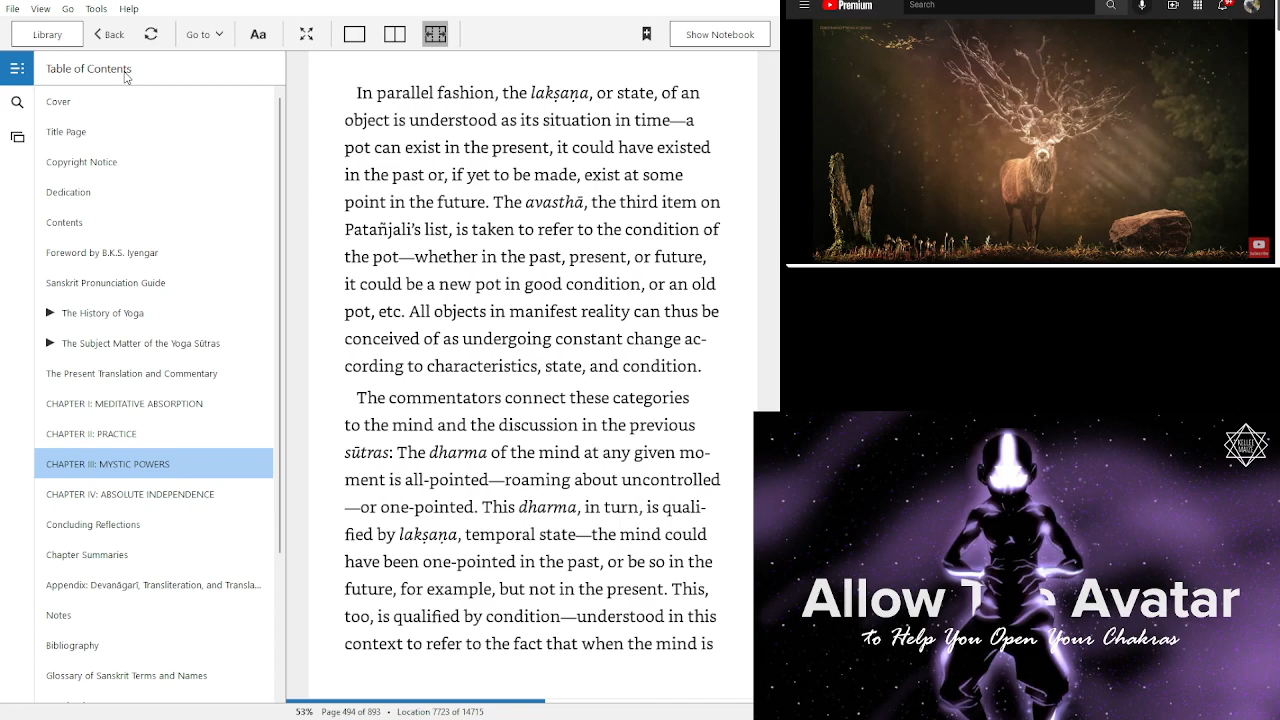 File View Go Tools Help
Library Back Go to Aa Show Notebook
Table of Contents
Cover
Title Page
Copyright Notice
Dedication
Contents
Foreword by B.K.S. Iyengar
Sanskrit Pronunciation Guide
The History of Yoga
The Subject Matter of the Yoga Sūtras
The Present Translation and Commentary
CHAPTER I: MEDITATIVE ABSORPTION
CHAPTER II: PRACTICE
CHAPTER III: MYSTIC POWERS
CHAPTER IV: ABSOLUTE INDEPENDENCE
Concluding Reflections
Chapter Summaries
Appendix: Devanāgarī, Transliteration, and Transla...
Notes
Bibliography
Glossary of Sanskrit Terms and Names
In parallel fashion, the lakṣaṇa, or state, of an
object is understood as its situation in time—a
pot can exist in the present, it could have existed
in the past or, if yet to be made, exist at some
point in the future. The avasthā, the third item on
Patañjali's list, is taken to refer to the condition of
the pot—whether in the past, present, or future,
it could be a new pot in good condition, or an old
pot, etc. All objects in manifest reality can thus be
conceived of as undergoing constant change ac-
cording to characteristics, state, and condition.
The commentators connect these categories
to the mind and the discussion in the previous
sūtras: The dharma of the mind at any given mo-
ment is all-pointed—roaming about uncontrolled
—or one-pointed. This dharma, in turn, is quali-
fied by lakṣaṇa, temporal state—the mind could
have been one-pointed in the past, or be so in the
future, for example, but not in the present. This,
too, is qualified by condition—understood in this
context to refer to the fact that when the mind is
53% Page 494 of 893 • Location 7723 of 14715
Premium Search 9+
Subscribe
Allow The Avatar
to Help You Open Your Chakras